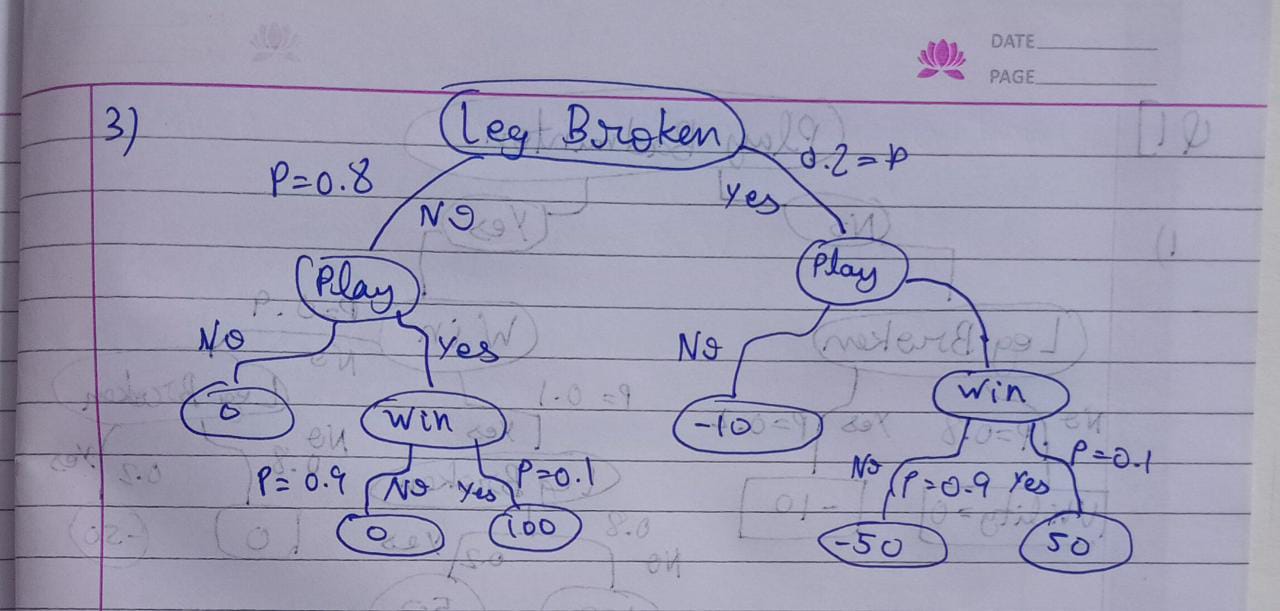 DATE
PAGE
3)
Leg Broken
P=0.8
0.2=P
No
Yes
Play
Play
No
Yes
No
0
Win
-10
Win
P=0.9
No
Yes
P=0.1
No
P=0.9
Yes
P=0.1
0
100
-50
50